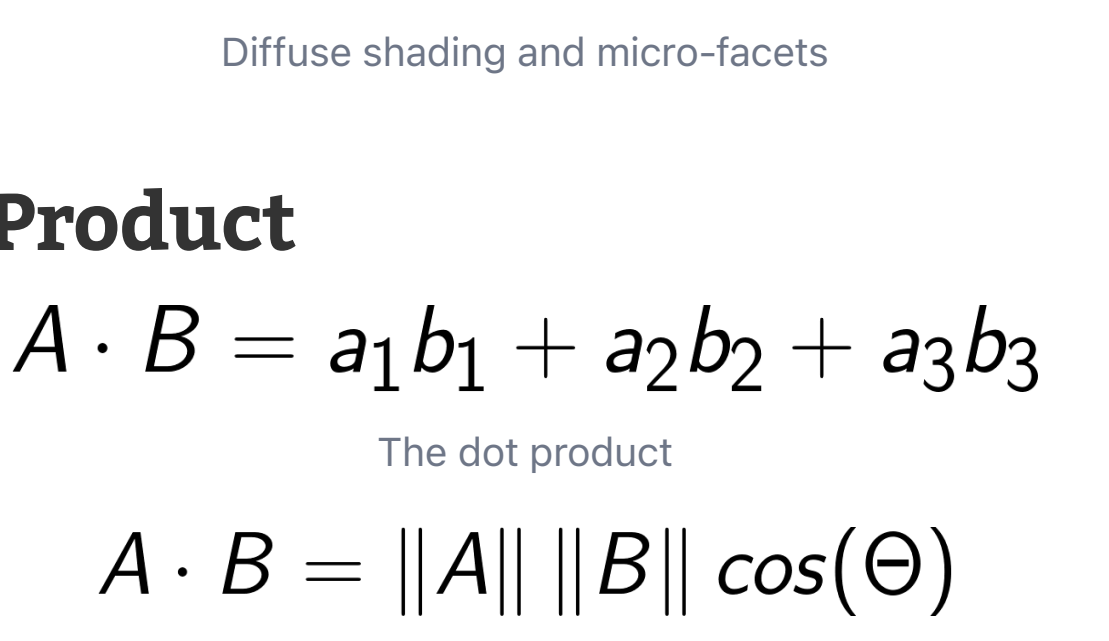 Diffuse shading and micro-facets
Product
A · B = a₁b₁ + a₂b₂ + a₃b₃
The dot product
A · B = ‖A‖ ‖B‖ cos(Θ)